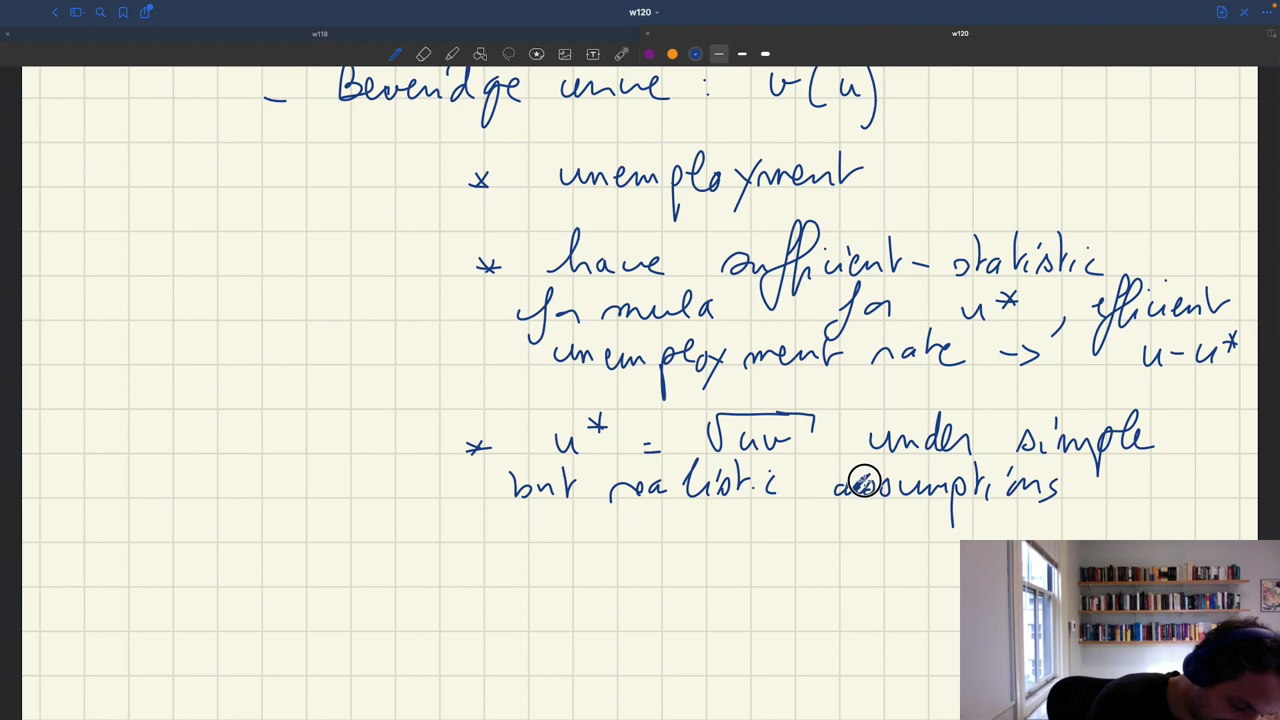 w120
w118
w120
- Beveridge curve : v(u)
* unemployment
* have sufficient-statistic
formula for u*, efficient
unemployment rate -> u-u*
* u* = √uv under simple
but realistic assumptions